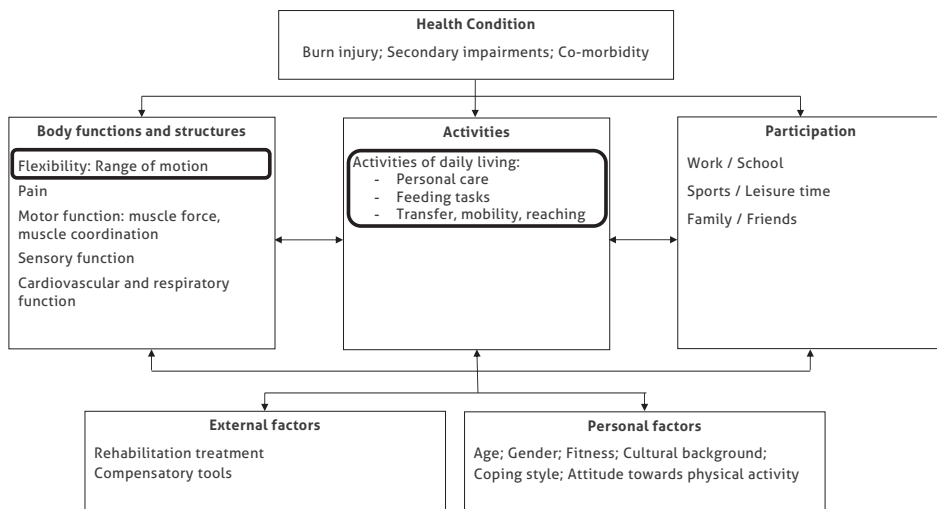 Health Condition
Burn injury; Secondary impairments; Co-morbidity
Body functions and structures
Flexibility: Range of motion
Pain
Motor function: muscle force,
muscle coordination
Sensory function
Cardiovascular and respiratory
function
Activities
Activities of daily living:
- Personal care
- Feeding tasks
- Transfer, mobility, reaching
Participation
Work / School
Sports / Leisure time
Family / Friends
External factors
Rehabilitation treatment
Compensatory tools
Personal factors
Age; Gender; Fitness; Cultural background;
Coping style; Attitude towards physical activity